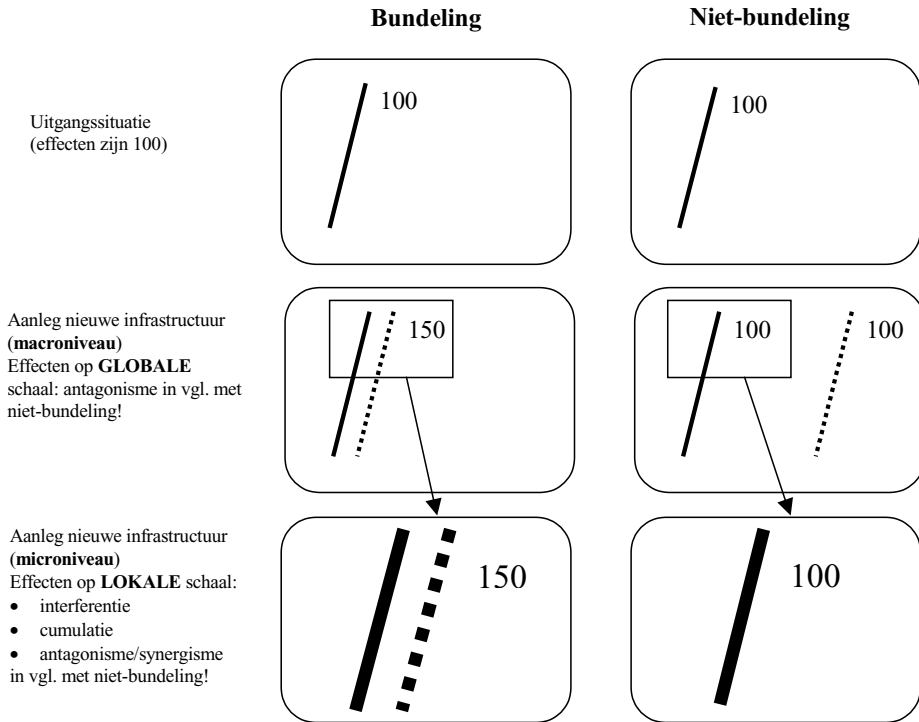 Bundeling
Niet-bundeling
Uitgangssituatie
(effecten zijn 100)
100
100
Aanleg nieuwe infrastructuur
(macroniveau)
Effecten op GLOBALE
schaal: antagonisme in vgl. met
niet-bundeling!
150
100
100
Aanleg nieuwe infrastructuur
(microniveau)
Effecten op LOKALE schaal:
• interferentie
• cumulatie
• antagonisme/synergisme
in vgl. met niet-bundeling!
150
100